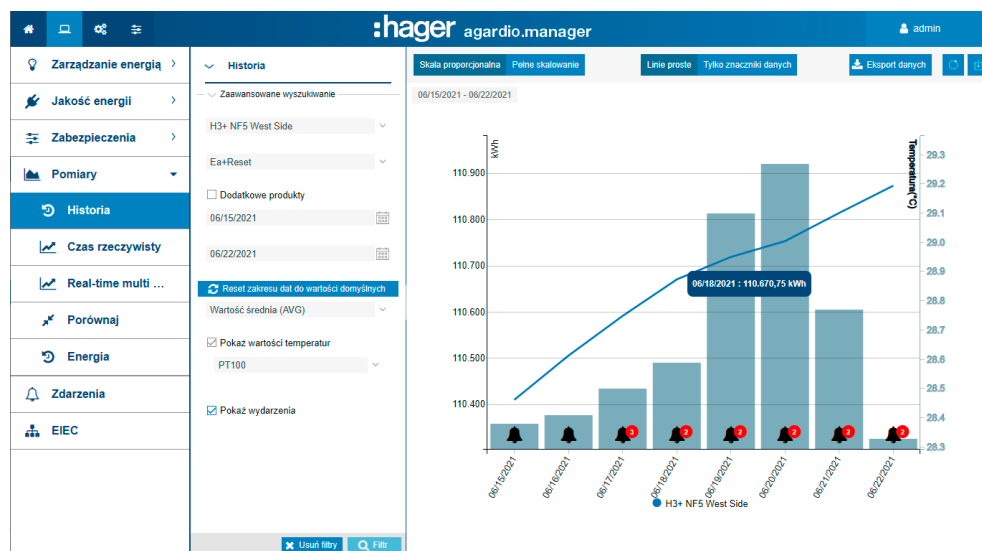 :hager agardio.manager
admin
Zarządzanie energią
Jakość energii
Zabezpieczenia
Pomiary
Historia
Czas rzeczywisty
Real-time multi ...
Porównaj
Energia
Zdarzenia
EIEC
Historia
Zaawansowane wyszukiwanie
H3+ NF5 West Side
Ea+Reset
Dodatkowe produkty
06/15/2021
06/22/2021
Reset zakresu dat do wartości domyślnych
Wartość średnia (AVG)
Pokaż wartości temperatur
PT100
Pokaż wydarzenia
Usuń filtry
Filtr
Skala proporcjonalna Pełne skalowanie
Linie proste Tylko znaczniki danych
Eksport danych
06/15/2021 - 06/22/2021
kWh
110.900
110.800
110.700
110.600
110.500
110.400
06/18/2021 : 110.670,75 kWh
Temperatura(°C)
29.3
29.2
29.1
29.0
28.9
28.8
28.7
28.6
28.5
28.4
28.3
3
2
2
2
2
2
06/15/2021
06/16/2021
06/17/2021
06/18/2021
06/19/2021
06/20/2021
06/21/2021
06/22/2021
H3+ NF5 West Side